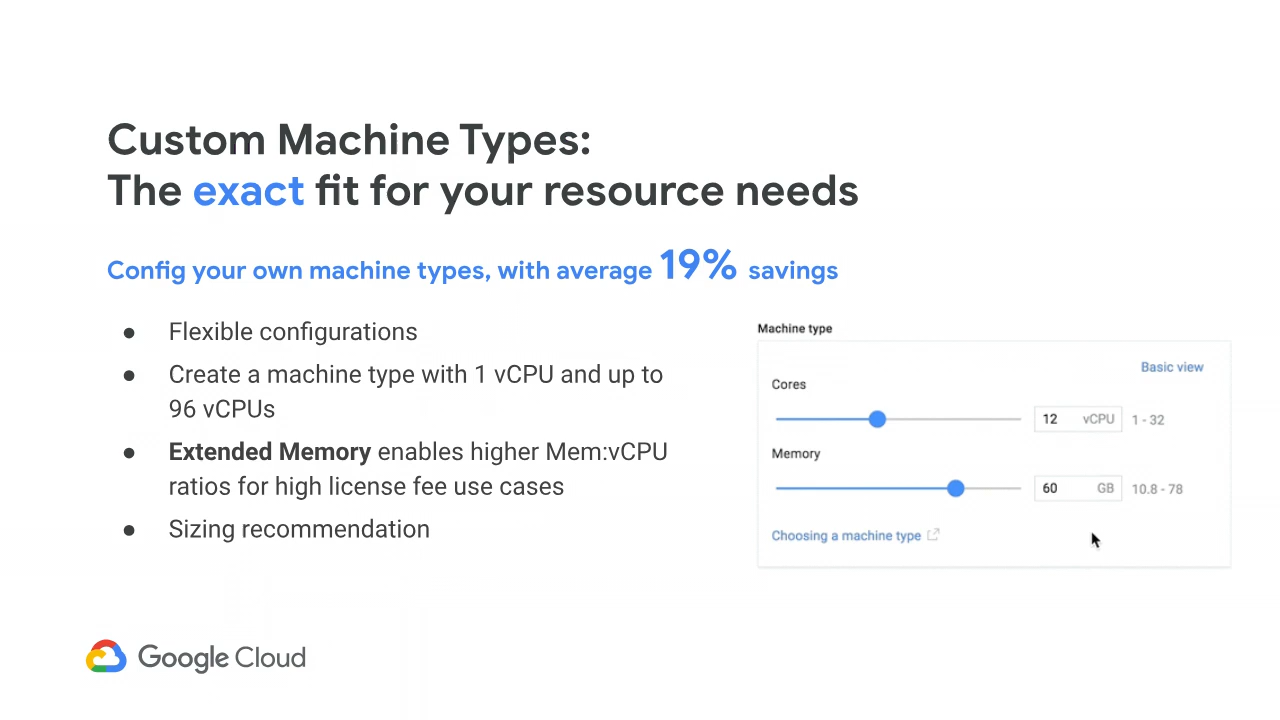 Custom Machine Types:
The exact fit for your resource needs
Config your own machine types, with average 19% savings
● Flexible configurations
● Create a machine type with 1 vCPU and up to
96 vCPUs
● Extended Memory enables higher Mem:vCPU
ratios for high license fee use cases
● Sizing recommendation
Machine type
Basic view
Cores
12 vCPU 1 - 32
Memory
60 GB 10.8 - 78
Choosing a machine type
Google Cloud